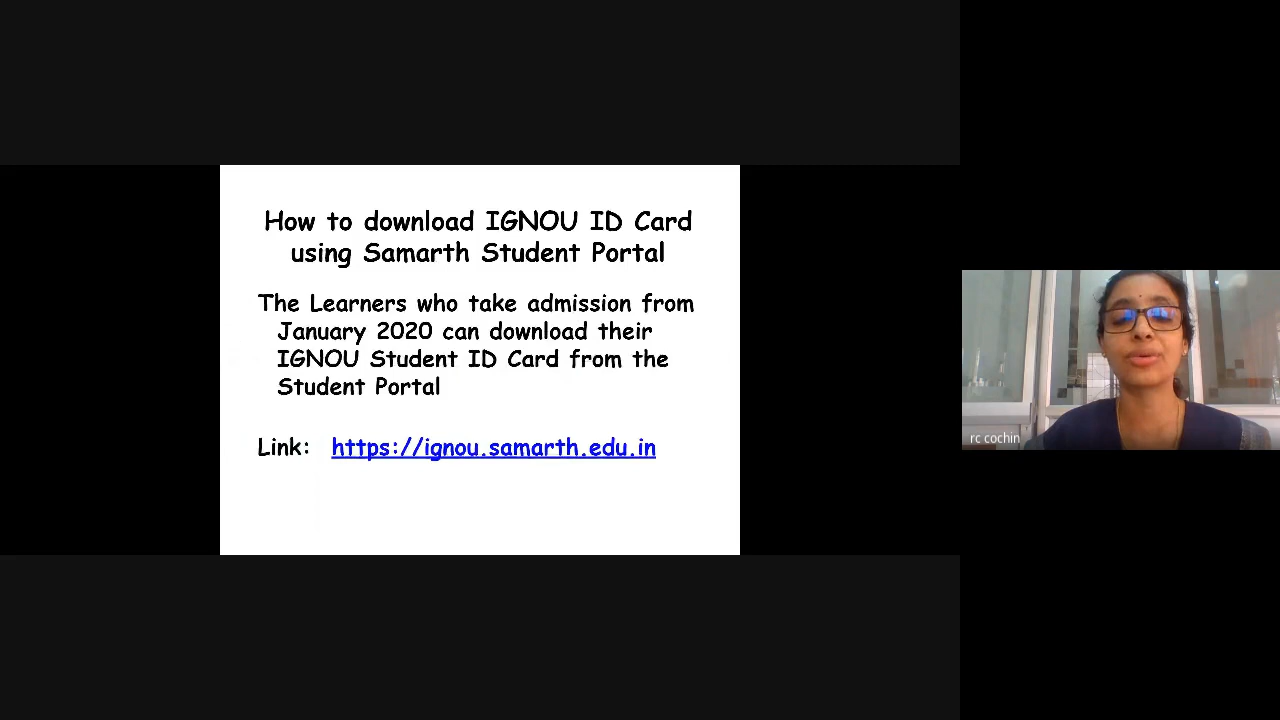 How to download IGNOU ID Card
using Samarth Student Portal
The Learners who take admission from
January 2020 can download their
IGNOU Student ID Card from the
Student Portal
Link: https://ignou.samarth.edu.in
rc cochin